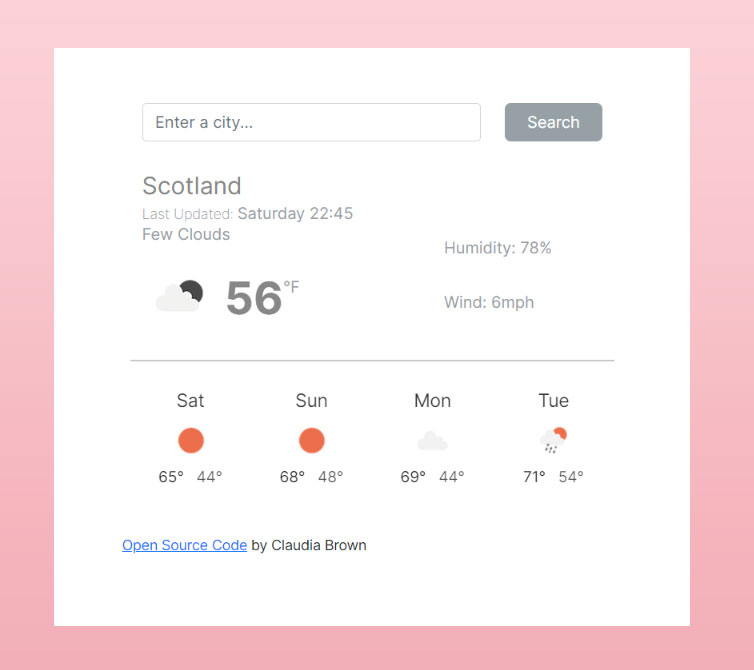 Enter a city...
Search
Scotland
Last Updated: Saturday 22:45
Few Clouds
Humidity: 78%
56°F
Wind: 6mph
Sat Sun Mon Tue
65° 44° 68° 48° 69° 44° 71° 54°
Open Source Code by Claudia Brown